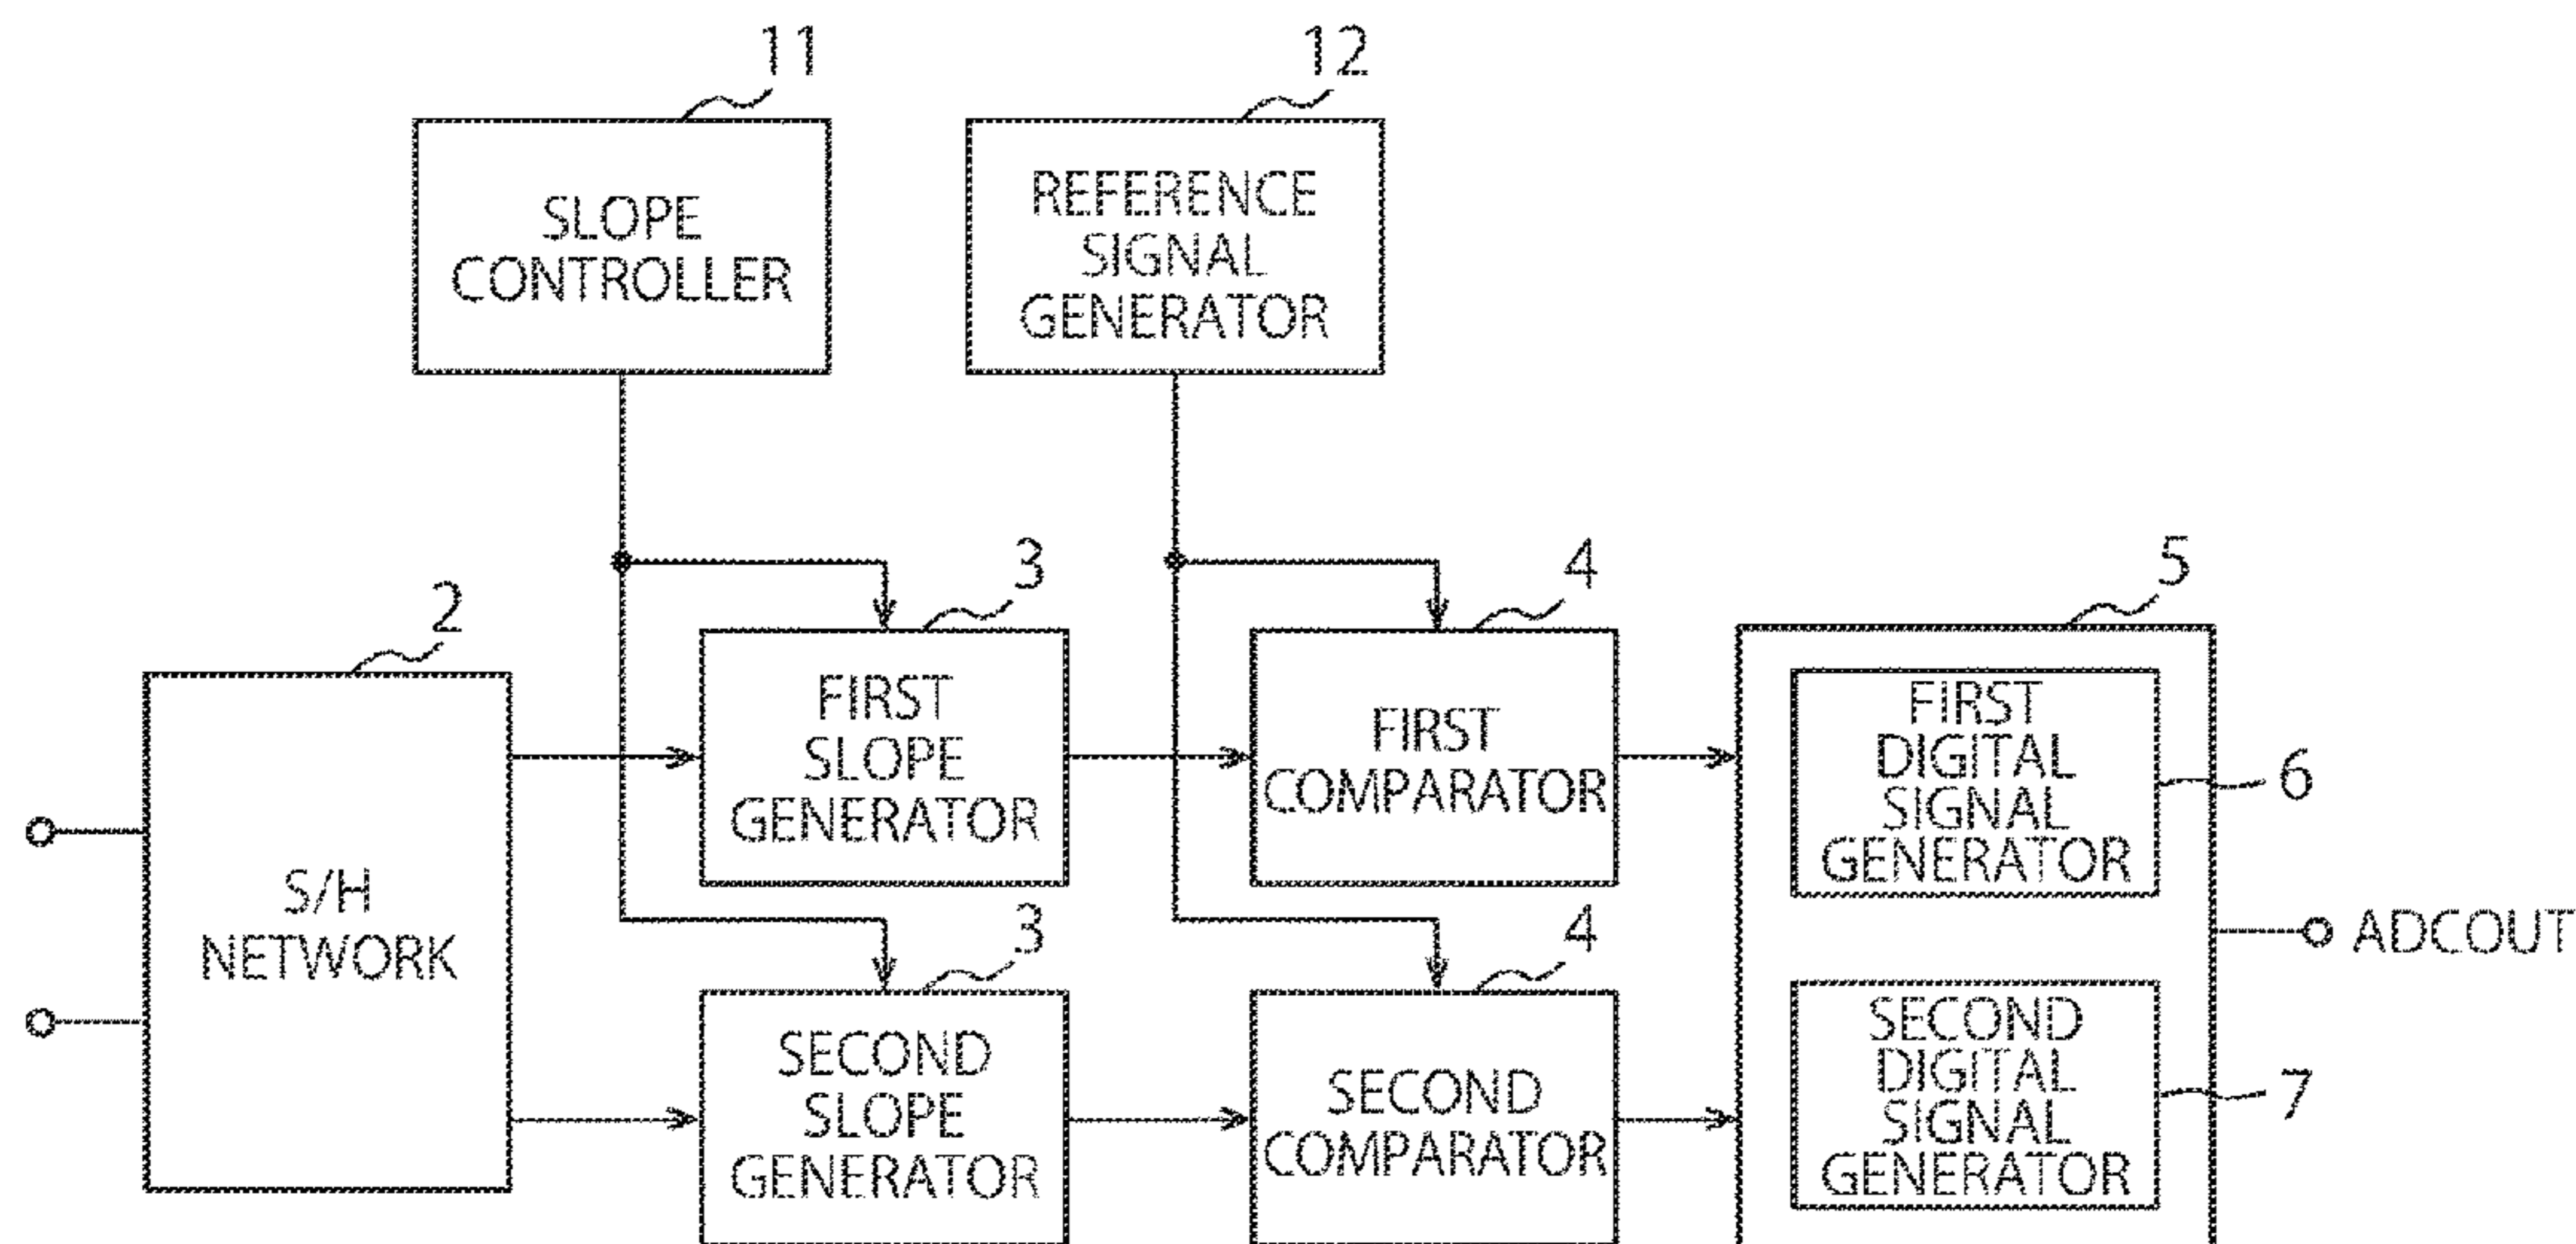 11
12
SLOPE
CONTROLLER
REFERENCE
SIGNAL
GENERATOR
2
3
4
5
S/H
NETWORK
FIRST
SLOPE
GENERATOR
FIRST
COMPARATOR
FIRST
DIGITAL
SIGNAL
GENERATOR
6
3
4
ADCOUT
SECOND
SLOPE
GENERATOR
SECOND
COMPARATOR
SECOND
DIGITAL
SIGNAL
GENERATOR
7